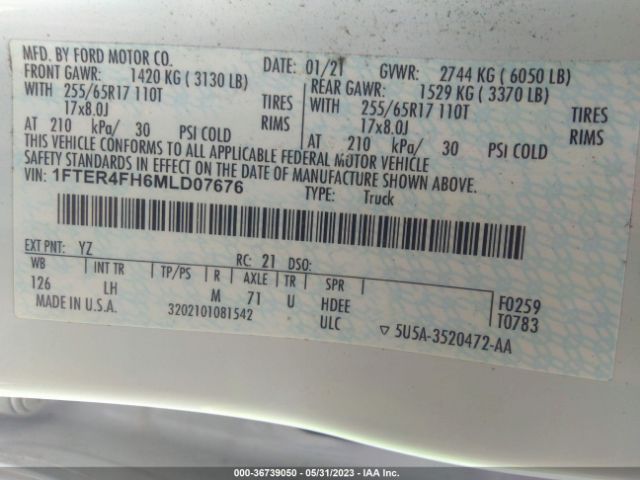 MFD. BY FORD MOTOR CO.
DATE: 01/21 GVWR: 2744 KG ( 6050 LB)
FRONT GAWR: 1420 KG ( 3130 LB) REAR GAWR: 1529 KG ( 3370 LB)
WITH 255/65R17 110T TIRES WITH 255/65R17 110T TIRES
17x8.0J RIMS 17x8.0J RIMS
AT 210 kPa/ 30 PSI COLD AT 210 kPa/ 30 PSI COLD
THIS VEHICLE CONFORMS TO ALL APPLICABLE FEDERAL MOTOR VEHICLE
SAFETY STANDARDS IN EFFECT ON THE DATE OF MANUFACTURE SHOWN ABOVE.
VIN: 1FTER4FH6MLD07676 TYPE: Truck
EXT PNT: YZ RC: 21 DSO:
WB INT TR TP/PS R AXLE TR SPR
126 LH M 71 U HDEE F0259
MADE IN U.S.A. 3202101081542 ULC T0783
▽ 5U5A-3520472-AA
000-36739050 - 05/31/2023 - IAA Inc.